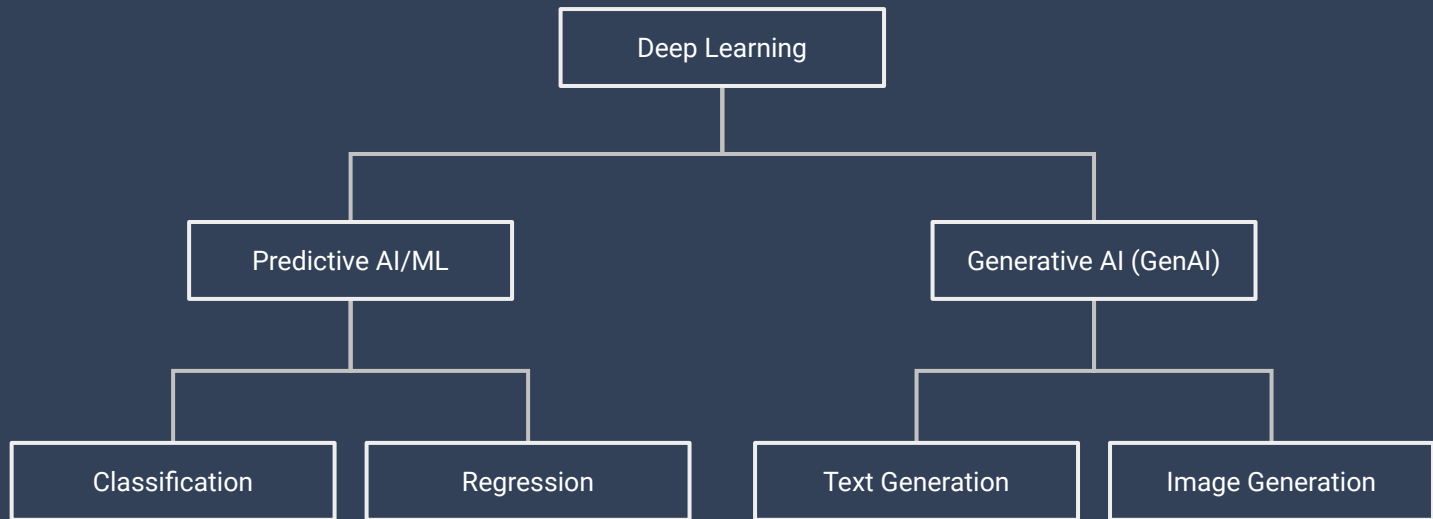 Deep Learning
Predictive AI/ML
Generative AI (GenAI)
Classification
Regression
Text Generation
Image Generation